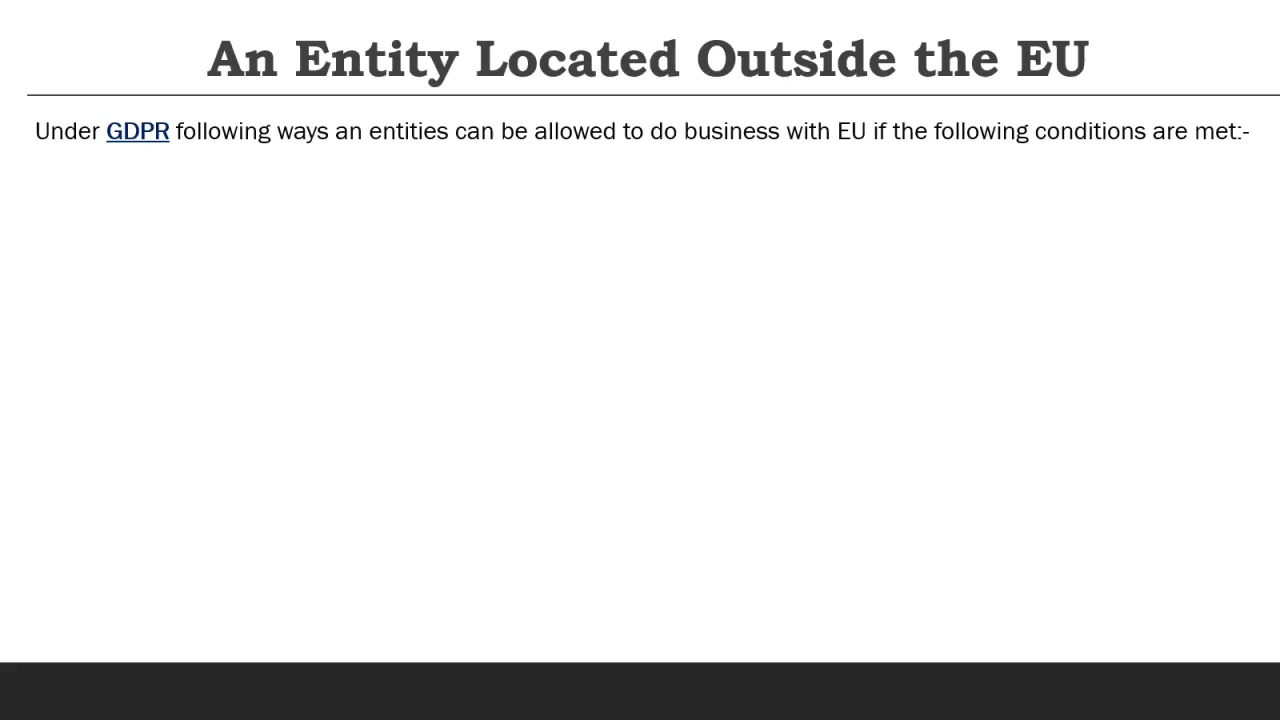 An Entity Located Outside the EU
Under GDPR following ways an entities can be allowed to do business with EU if the following conditions are met:-